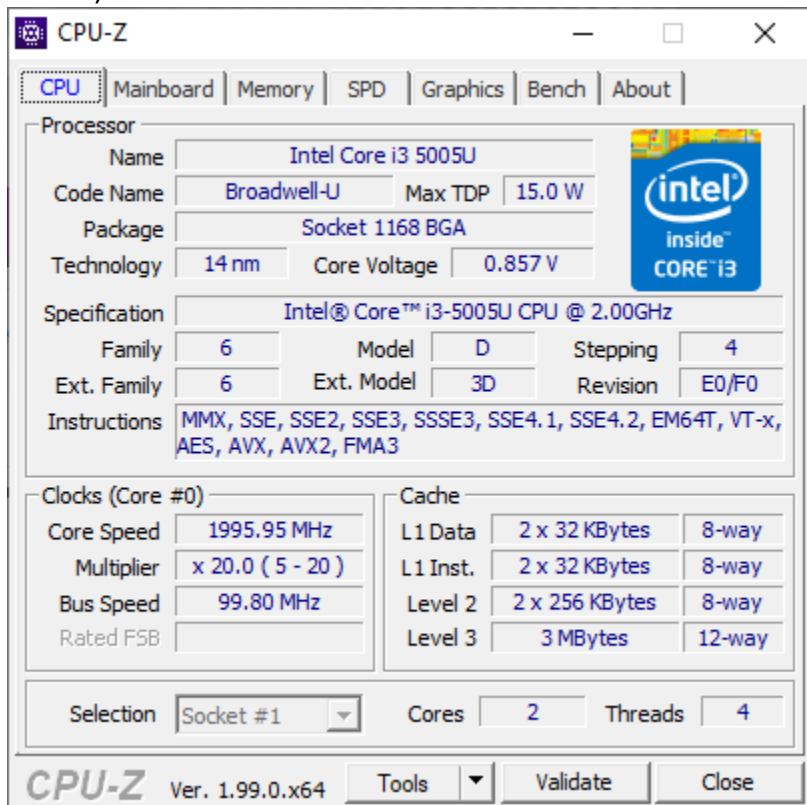 CPU-Z
CPU Mainboard Memory SPD Graphics Bench About
Processor
Name Intel Core i3 5005U
Code Name Broadwell-U Max TDP 15.0 W
Package Socket 1168 BGA
Technology 14 nm Core Voltage 0.857 V
intel
inside™
CORE™i3
Specification Intel® Core™ i3-5005U CPU @ 2.00GHz
Family 6 Model D Stepping 4
Ext. Family 6 Ext. Model 3D Revision E0/F0
Instructions MMX, SSE, SSE2, SSE3, SSSE3, SSE4.1, SSE4.2, EM64T, VT-x,
AES, AVX, AVX2, FMA3
Clocks (Core #0)
Core Speed 1995.95 MHz
Multiplier x 20.0 ( 5 - 20 )
Bus Speed 99.80 MHz
Rated FSB
Cache
L1 Data 2 x 32 KBytes 8-way
L1 Inst. 2 x 32 KBytes 8-way
Level 2 2 x 256 KBytes 8-way
Level 3 3 MBytes 12-way
Selection Socket #1 Cores 2 Threads 4
CPU-Z Ver. 1.99.0.x64 Tools Validate Close